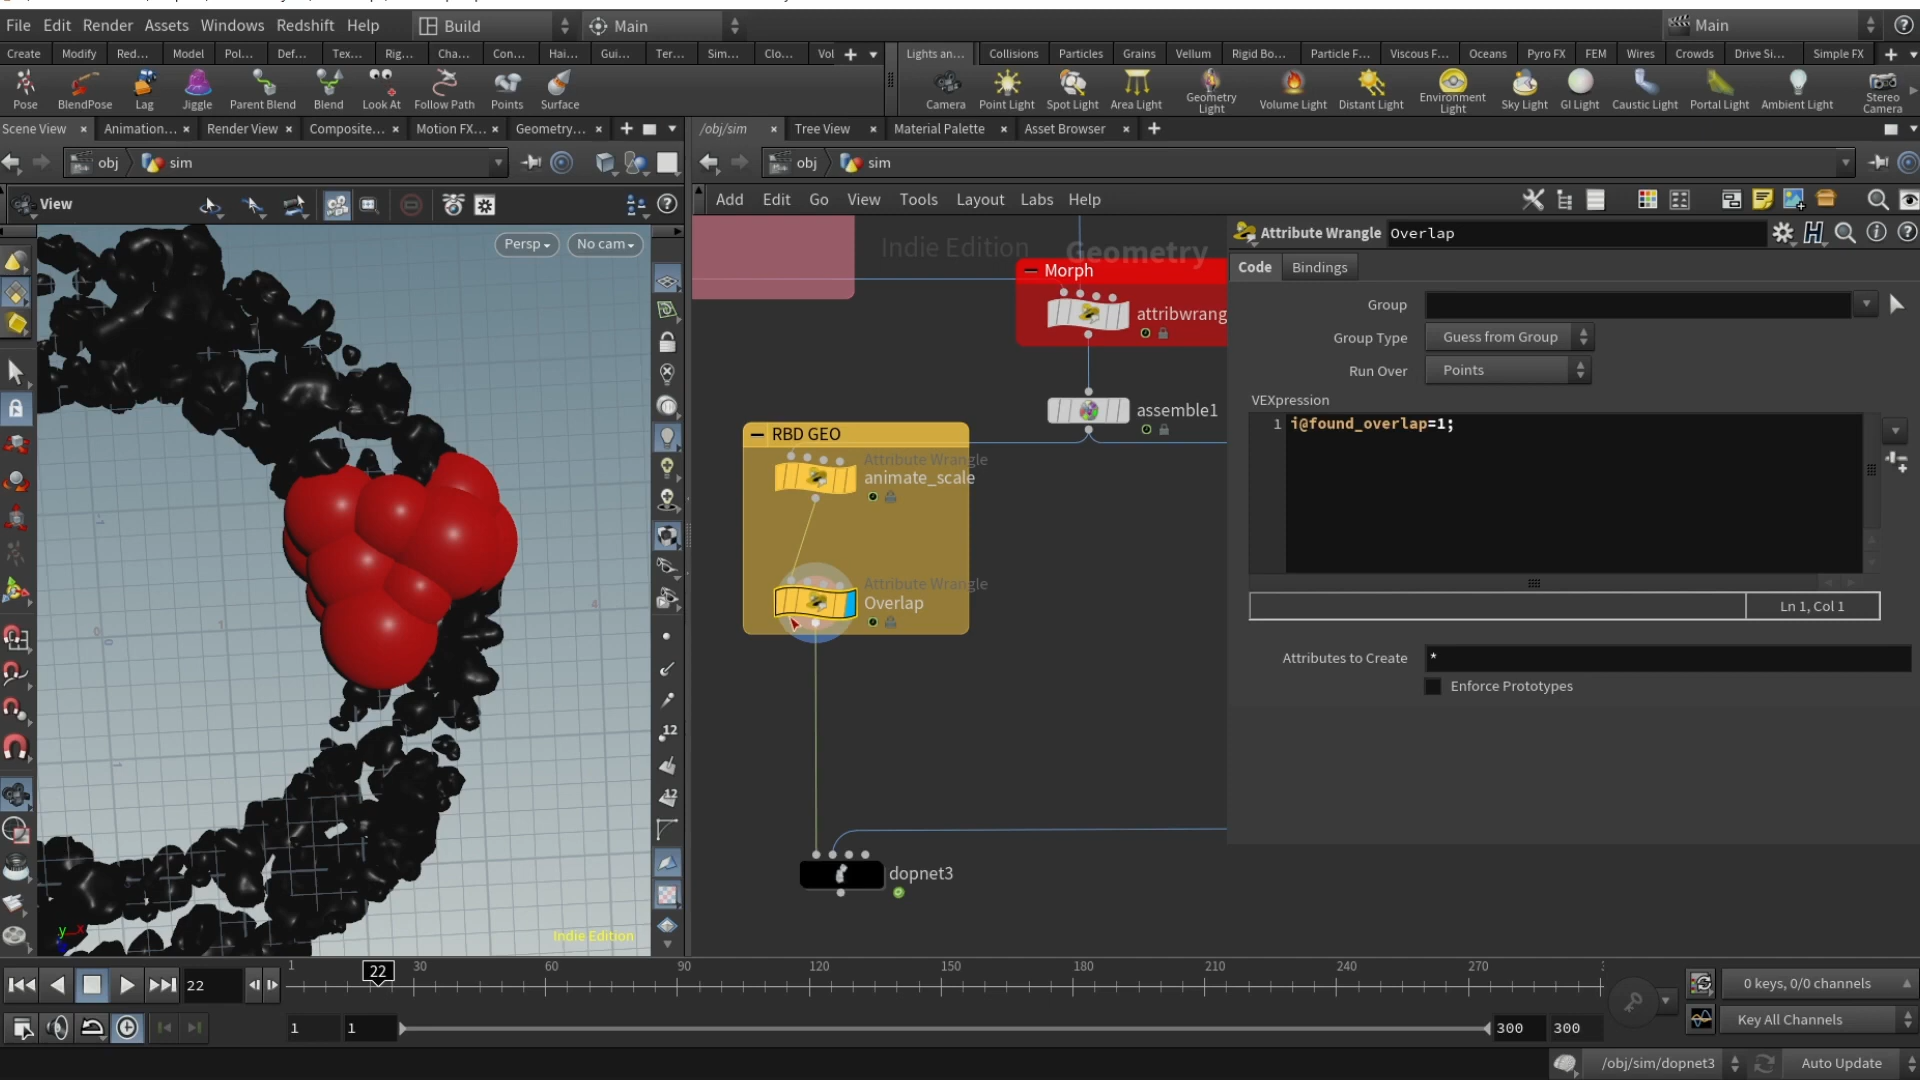 File Edit Render Assets Windows Redshift Help Build Main Main
Create Modify Red... Model Pol... Def... Tex... Rig... Cha... Con... Hai... Gui... Ter... Sim... Clo... Vol Lights an... Collisions Particles Grains Vellum Rigid Bo... Particle F... Viscous F... Oceans Pyro FX FEM Wires Crowds Drive Si... Simple FX
Pose BlendPose Lag Jiggle Parent Blend Blend Look At Follow Path Points Surface Camera Point Light Spot Light Area Light Geometry Light Volume Light Distant Light Environment Light Sky Light GI Light Caustic Light Portal Light Ambient Light Stereo Camera
Scene View Animation... Render View Composite... Motion FX... Geometry... /obj/sim Tree View Material Palette Asset Browser
obj sim obj sim
View Add Edit Go View Tools Layout Labs Help
Persp No cam
Indie Edition Geometry
Attribute Wrangle Overlap
Code Bindings
Group
Group Type Guess from Group
Run Over Points
VEXpression
1 i@found_overlap=1;
Ln 1, Col 1
Attributes to Create *
Enforce Prototypes
Morph
attribwrang
assemble1
RBD GEO
Attribute Wrangle
animate_scale
Attribute Wrangle
Overlap
dopnet3
12
12
Indie Edition
y x
22 1 22 30 60 90 120 150 180 210 240 270
0 keys, 0/0 channels
1 1 300 300 Key All Channels
/obj/sim/dopnet3 Auto Update